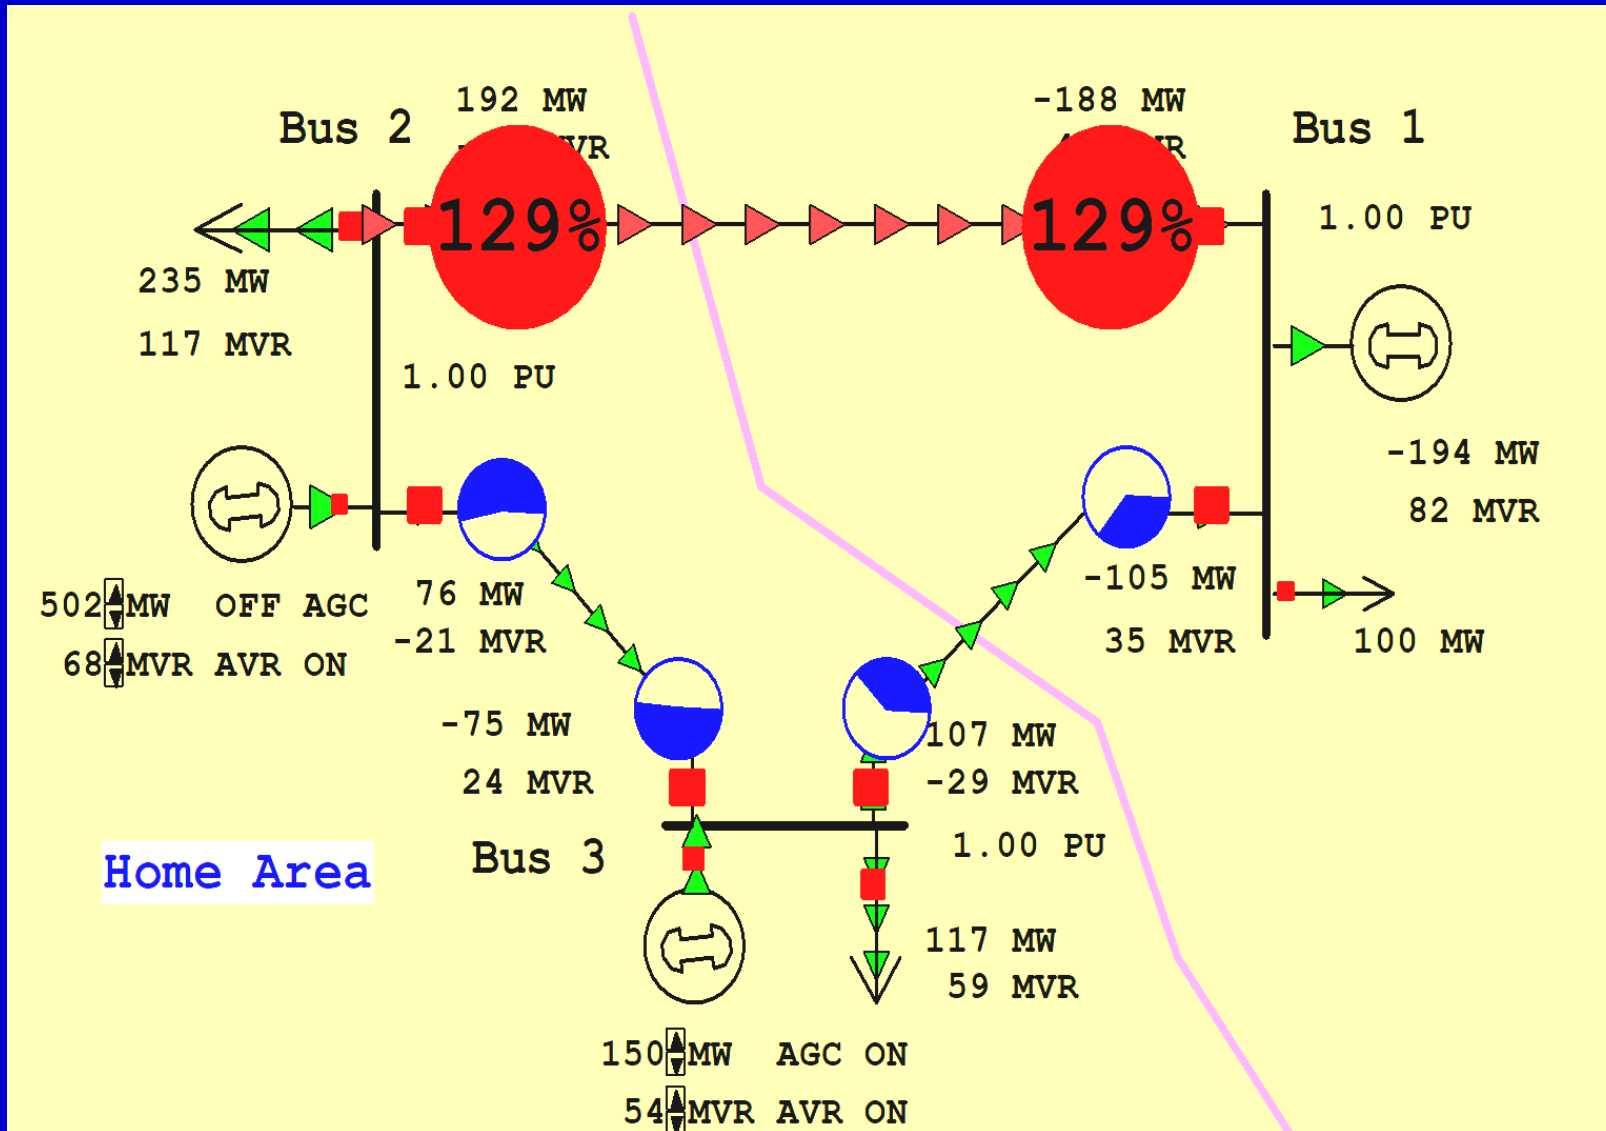 192 MW
-188 MW
Bus 2
VR
R
Bus 1
129%
129%
1.00 PU
235 MW
117 MVR
1.00 PU
-194 MW
82 MVR
502 MW OFF AGC
68 MVR AVR ON
76 MW
-21 MVR
-105 MW
35 MVR
100 MW
-75 MW
24 MVR
107 MW
-29 MVR
1.00 PU
Bus 3
Home Area
117 MW
59 MVR
150 MW AGC ON
54 MVR AVR ON